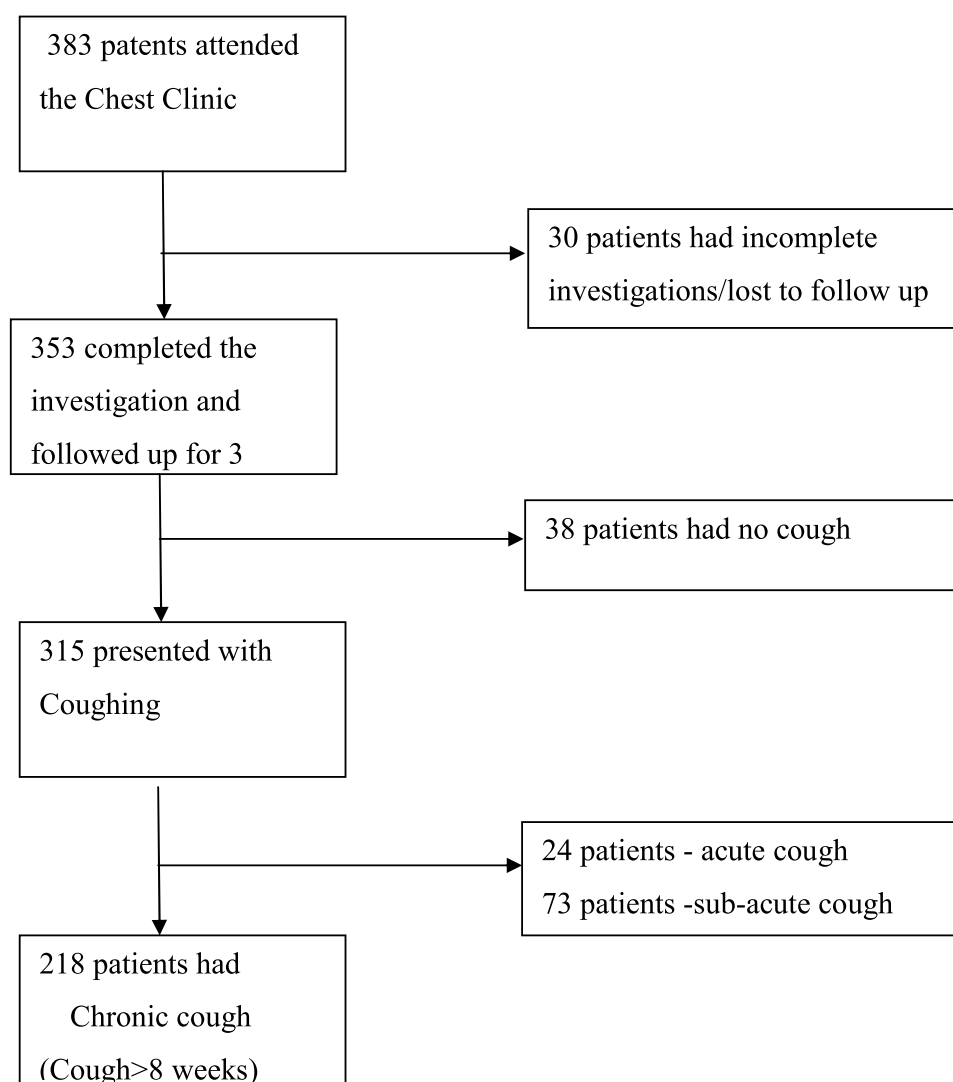 383 patents attended
the Chest Clinic
30 patients had incomplete
investigations/lost to follow up
353 completed the
investigation and
followed up for 3
38 patients had no cough
315 presented with
Coughing
24 patients - acute cough
73 patients -sub-acute cough
218 patients had
Chronic cough
(Cough>8 weeks)